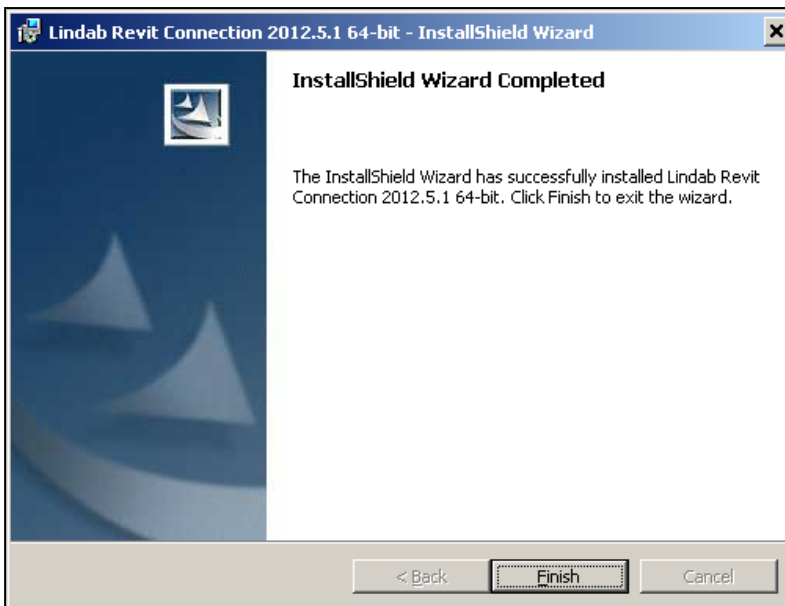 Lindab Revit Connection 2012.5.1 64-bit - InstallShield Wizard
InstallShield Wizard Completed
The InstallShield Wizard has successfully installed Lindab Revit
Connection 2012.5.1 64-bit. Click Finish to exit the wizard.
< Back
Finish
Cancel